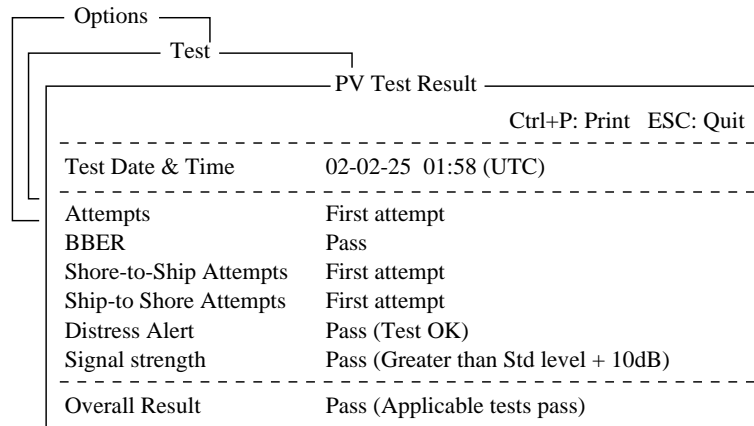 Options
Test
PV Test Result
Ctrl+P: Print ESC: Quit
Test Date & Time 02-02-25 01:58 (UTC)
Attempts First attempt
BBER Pass
Shore-to-Ship Attempts First attempt
Ship-to Shore Attempts First attempt
Distress Alert Pass (Test OK)
Signal strength Pass (Greater than Std level + 10dB)
Overall Result Pass (Applicable tests pass)